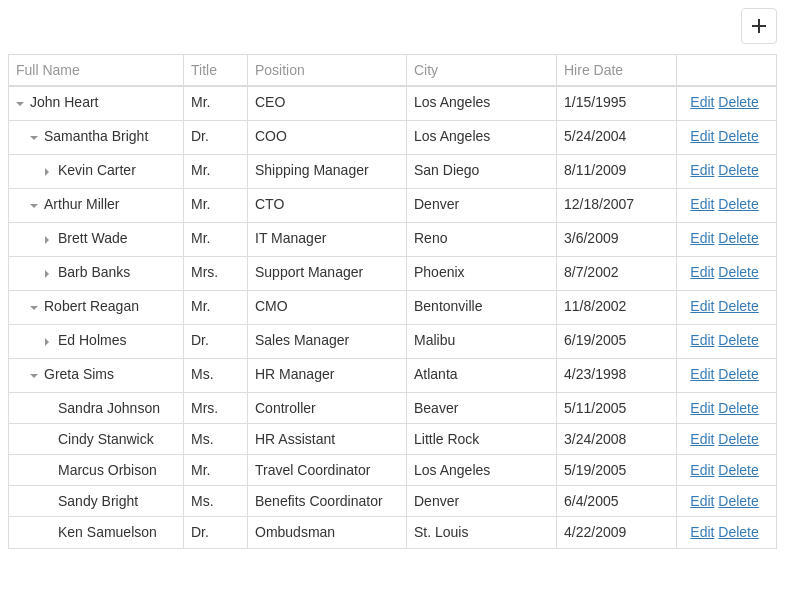 Full Name Title Position City Hire Date
John Heart Mr. CEO Los Angeles 1/15/1995 Edit Delete
Samantha Bright Dr. COO Los Angeles 5/24/2004 Edit Delete
Kevin Carter Mr. Shipping Manager San Diego 8/11/2009 Edit Delete
Arthur Miller Mr. CTO Denver 12/18/2007 Edit Delete
Brett Wade Mr. IT Manager Reno 3/6/2009 Edit Delete
Barb Banks Mrs. Support Manager Phoenix 8/7/2002 Edit Delete
Robert Reagan Mr. CMO Bentonville 11/8/2002 Edit Delete
Ed Holmes Dr. Sales Manager Malibu 6/19/2005 Edit Delete
Greta Sims Ms. HR Manager Atlanta 4/23/1998 Edit Delete
Sandra Johnson Mrs. Controller Beaver 5/11/2005 Edit Delete
Cindy Stanwick Ms. HR Assistant Little Rock 3/24/2008 Edit Delete
Marcus Orbison Mr. Travel Coordinator Los Angeles 5/19/2005 Edit Delete
Sandy Bright Ms. Benefits Coordinator Denver 6/4/2005 Edit Delete
Ken Samuelson Dr. Ombudsman St. Louis 4/22/2009 Edit Delete